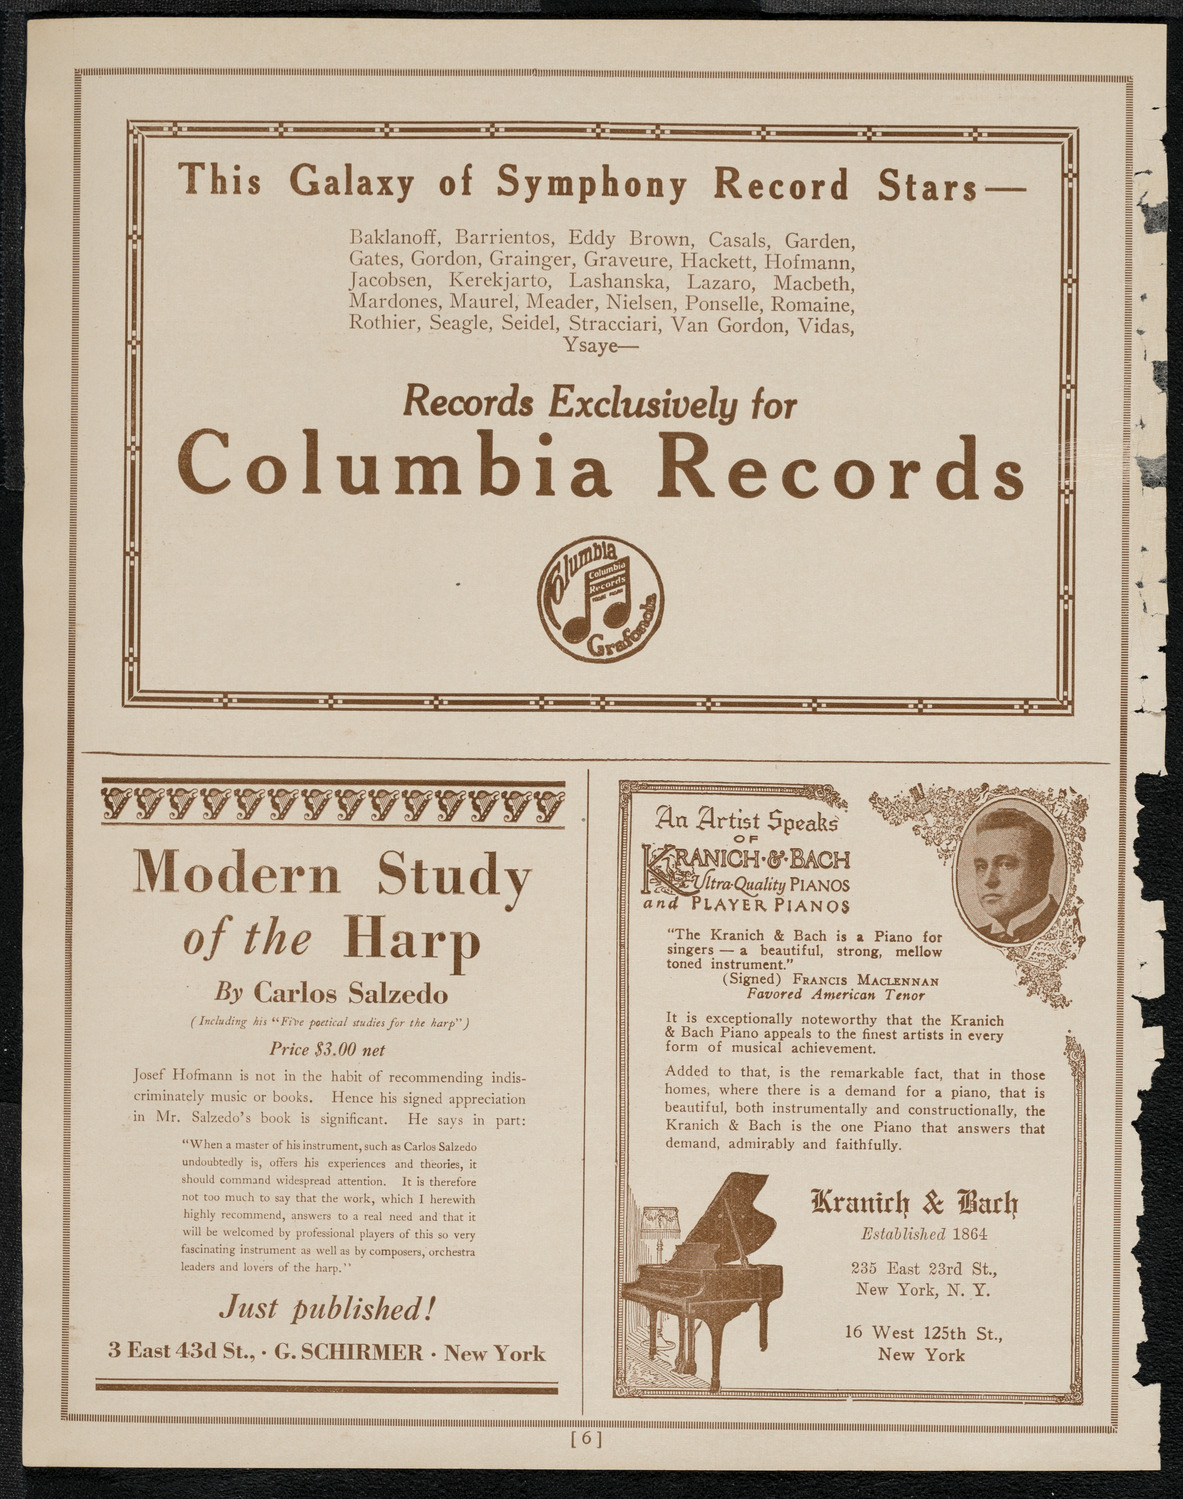 This Galaxy of Symphony Record Stars—
Baklanoff, Barrientos, Eddy Brown, Casals, Garden,
Gates, Gordon, Grainger, Graveure, Hackett, Hofmann,
Jacobsen, Kerekjarto, Lashanska, Lazaro, Macbeth,
Mardones, Maurel, Meader, Nielsen, Ponselle, Romaine,
Rothier, Seagle, Seidel, Stracciari, Van Gordon, Vidas,
Ysaye—
Records Exclusively for
Columbia Records
Columbia
Columbia
Records
Grafonola
Modern Study
of the Harp
By Carlos Salzedo
(Including his "Five poetical studies for the harp")
Price $3.00 net
Josef Hofmann is not in the habit of recommending indis-
criminately music or books. Hence his signed appreciation
in Mr. Salzedo's book is significant. He says in part:
"When a master of his instrument, such as Carlos Salzedo
undoubtedly is, offers his experiences and theories, it
should command widespread attention. It is therefore
not too much to say that the work, which I herewith
highly recommend, answers to a real need and that it
will be welcomed by professional players of this so very
fascinating instrument as well as by composers, orchestra
leaders and lovers of the harp."
Just published!
3 East 43d St., · G. SCHIRMER · New York
An Artist Speaks
OF
KRANICH·&·BACH
Ultra-Quality PIANOS
and PLAYER PIANOS
"The Kranich & Bach is a Piano for
singers — a beautiful, strong, mellow
toned instrument."
(Signed) FRANCIS MACLENNAN
Favored American Tenor
It is exceptionally noteworthy that the Kranich
& Bach Piano appeals to the finest artists in every
form of musical achievement.
Added to that, is the remarkable fact, that in those
homes, where there is a demand for a piano, that is
beautiful, both instrumentally and constructionally, the
Kranich & Bach is the one Piano that answers that
demand, admirably and faithfully.
Kranich & Bach
Established 1864
235 East 23rd St.,
New York, N. Y.
16 West 125th St.,
New York
[6]